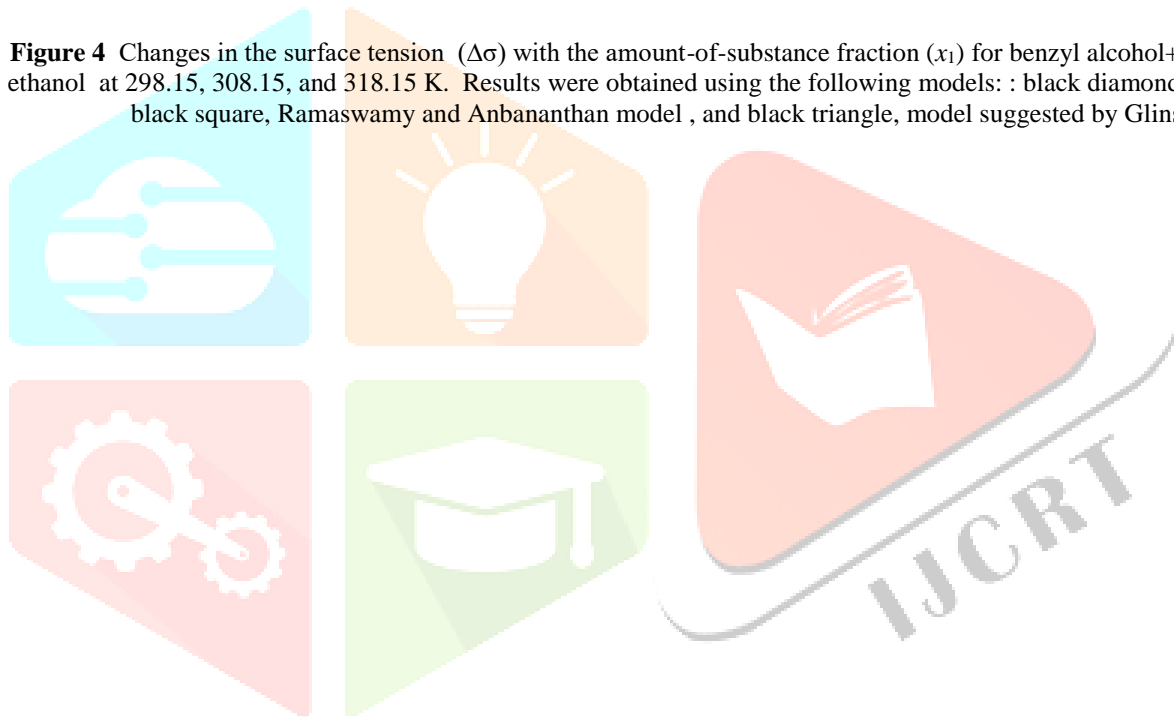 Figure 4 Changes in the surface tension (Δσ) with the amount-of-substance fraction (x₁) for benzyl alcohol+
ethanol at 298.15, 308.15, and 318.15 K. Results were obtained using the following models: : black diamond
black square, Ramaswamy and Anbananthan model , and black triangle, model suggested by Glins
IJCRT